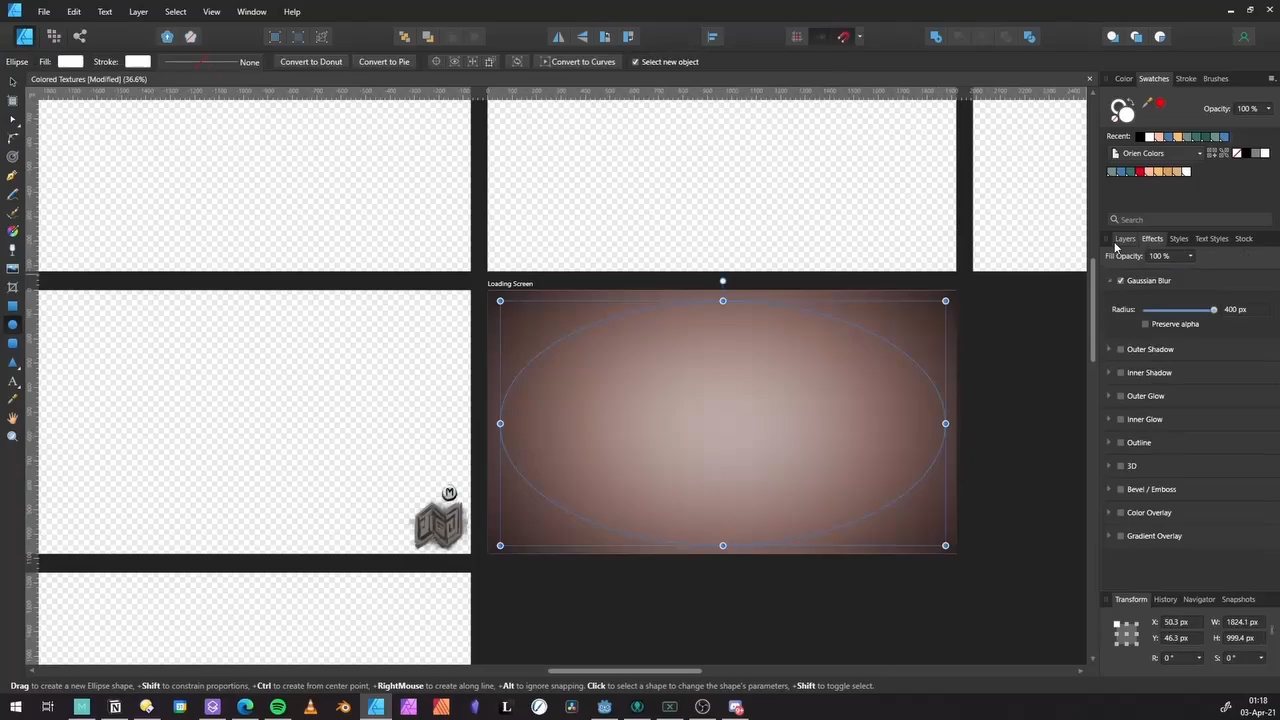 File Edit Text Layer Select View Window Help
Ellipse Fill: Stroke: None Convert to Donut Convert to Pie Convert to Curves Select new object
Colored Textures [Modified] (36.6%)
Color Swatches Stroke Brushes
Opacity: 100 %
Recent:
Orien Colors
Search
Layers Effects Styles Text Styles Stock
Fill Opacity: 100 %
Gaussian Blur
Radius: 400 px
Preserve alpha
Outer Shadow
Inner Shadow
Outer Glow
Inner Glow
Outline
3D
Bevel / Emboss
Color Overlay
Gradient Overlay
Loading Screen
M
Transform History Navigator Snapshots
X: 50.3 px W: 1824.1 px
Y: 46.3 px H: 999.4 px
R: 0 ° S: 0 °
Drag to create a new Ellipse shape, +Shift to constrain proportions, +Ctrl to create from center point, +RightMouse to create along line, +Alt to ignore snapping. Click to select a shape to change the shape's parameters, +Shift to toggle select.
01:18
03-Apr-21